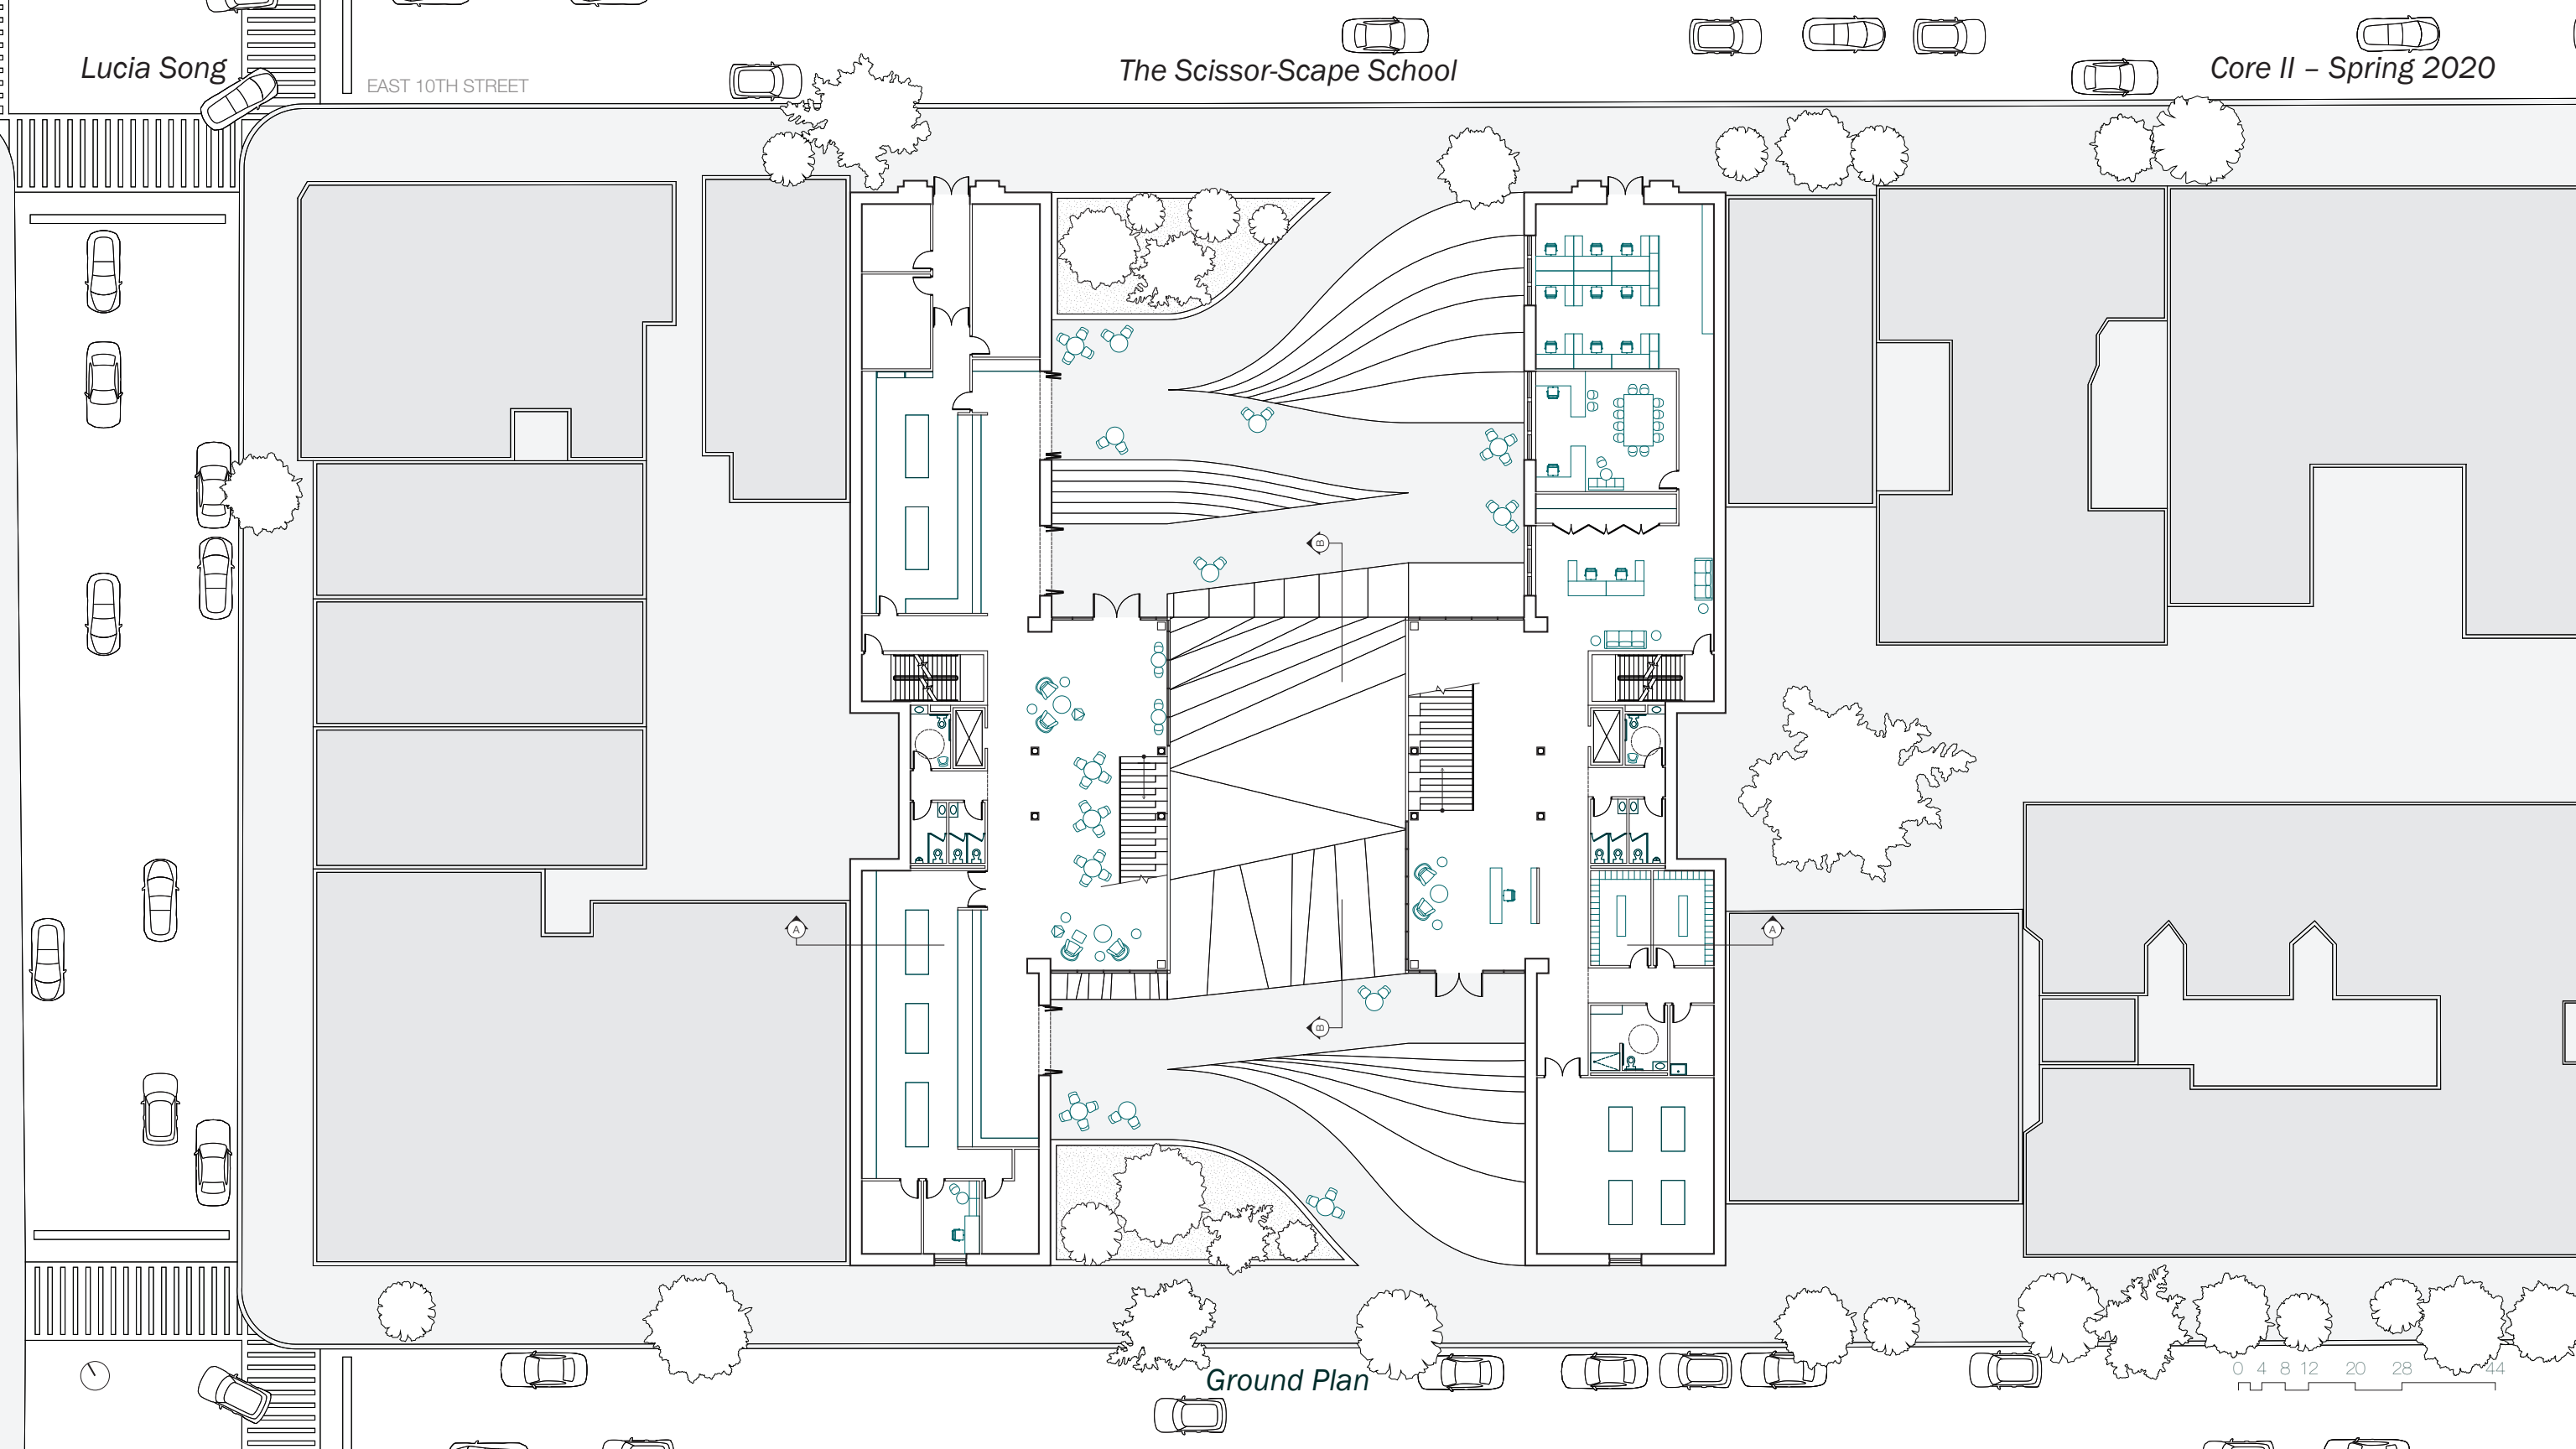 Lucia Song
The Scissor-Scape School
Core II – Spring 2020
EAST 10TH STREET
B
A
A
B
Ground Plan
0 4 8 12 20 28 44